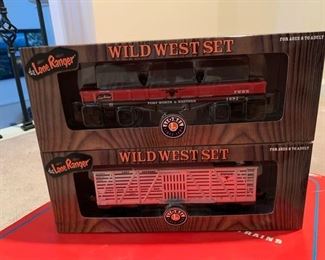 the Lone Ranger
WILD WEST SET
FOR AGES 8 TO ADULT
FWRR
FORT WORTH & WESTERN
LIONEL
the Lone Ranger
WILD WEST SET
FOR AGES 8 TO ADULT
LIONEL
TRAINS